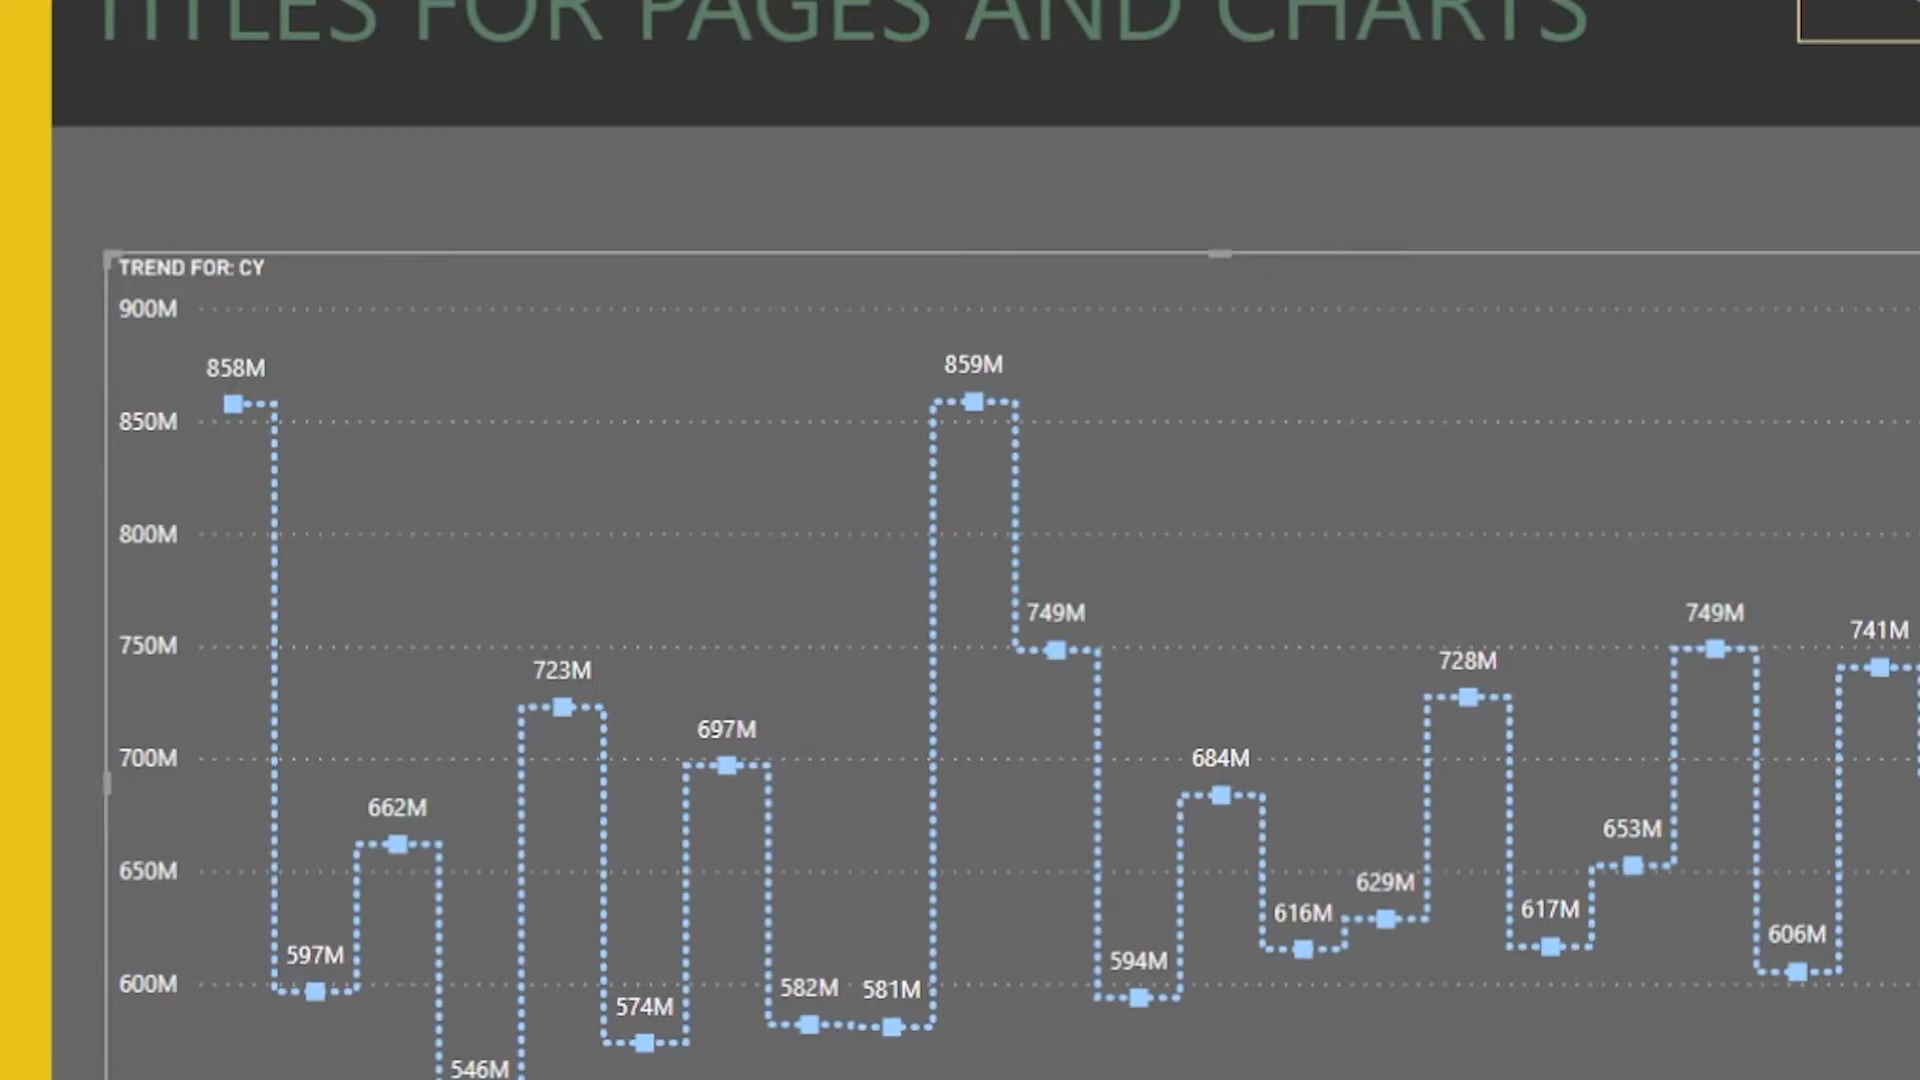 TITLES FOR PAGES AND CHARTS
TREND FOR: CY
900M
858M
859M
850M
800M
749M
749M
750M
741M
723M
728M
697M
700M
684M
662M
653M
650M
629M
616M
617M
597M
594M
606M
600M
574M
582M
581M
546M